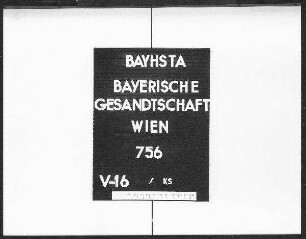 BAYHSTA
BAYERISCHE
GESANDTSCHAFT
WIEN
756
V-16 / KS